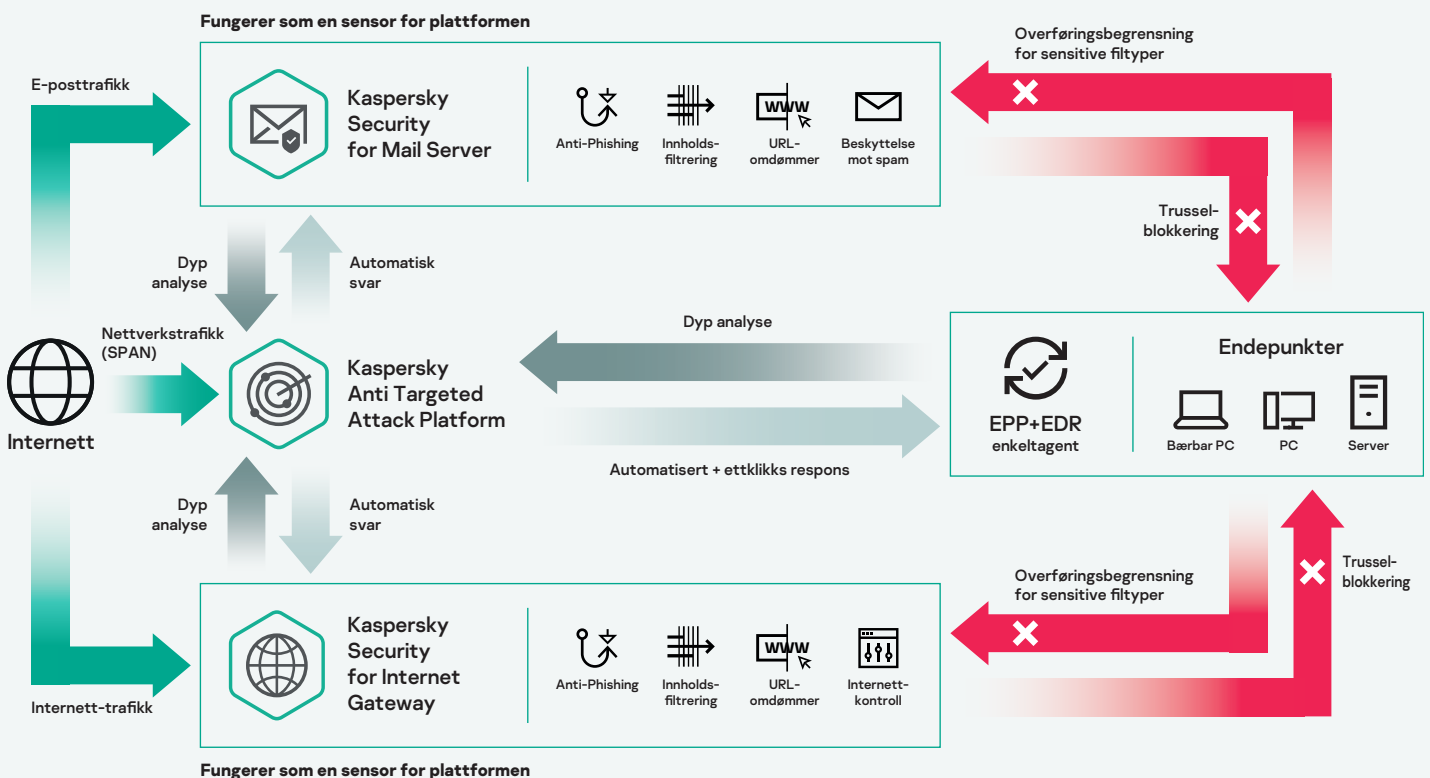 Fungerer som en sensor for plattformen
E-posttrafikk
Kaspersky
Security
for Mail Server
Anti-Phishing
Innholds-
filtrering
www
URL-
omdømmer
Beskyttelse
mot spam
Overføringsbegrensning
for sensitive filtyper
Trussel-
blokkering
Dyp
analyse
Automatisk
svar
Nettverkstrafikk
(SPAN)
Internett
Kaspersky
Anti Targeted
Attack Platform
Dyp analyse
Automatisert + ettklikks respons
EPP+EDR
enkeltagent
Endepunkter
Bærbar PC
PC
Server
Dyp
analyse
Automatisk
svar
Overføringsbegrensning
for sensitive filtyper
Trussel-
blokkering
Internett-trafikk
Kaspersky
Security
for Internet
Gateway
Anti-Phishing
Innholds-
filtrering
www
URL-
omdømmer
Internett-
kontroll
Fungerer som en sensor for plattformen